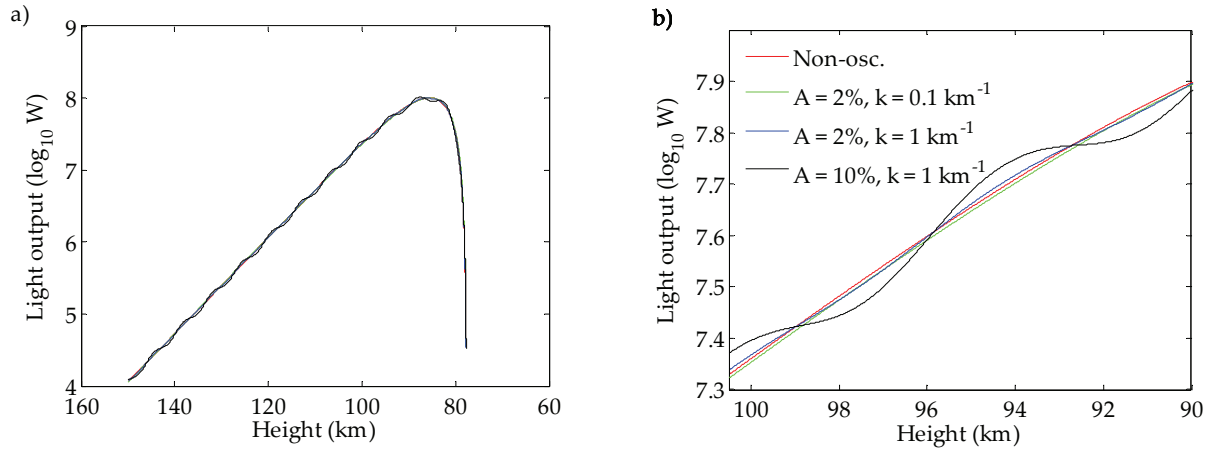 a)
9
8
7
6
5
4
Light output (log10 W)
160 140 120 100 80 60
Height (km)
b)
Non-osc.
A = 2%, k = 0.1 km-1
A = 2%, k = 1 km-1
A = 10%, k = 1 km-1
7.9
7.8
7.7
7.6
7.5
7.4
7.3
Light output (log10 W)
100 98 96 94 92 90
Height (km)